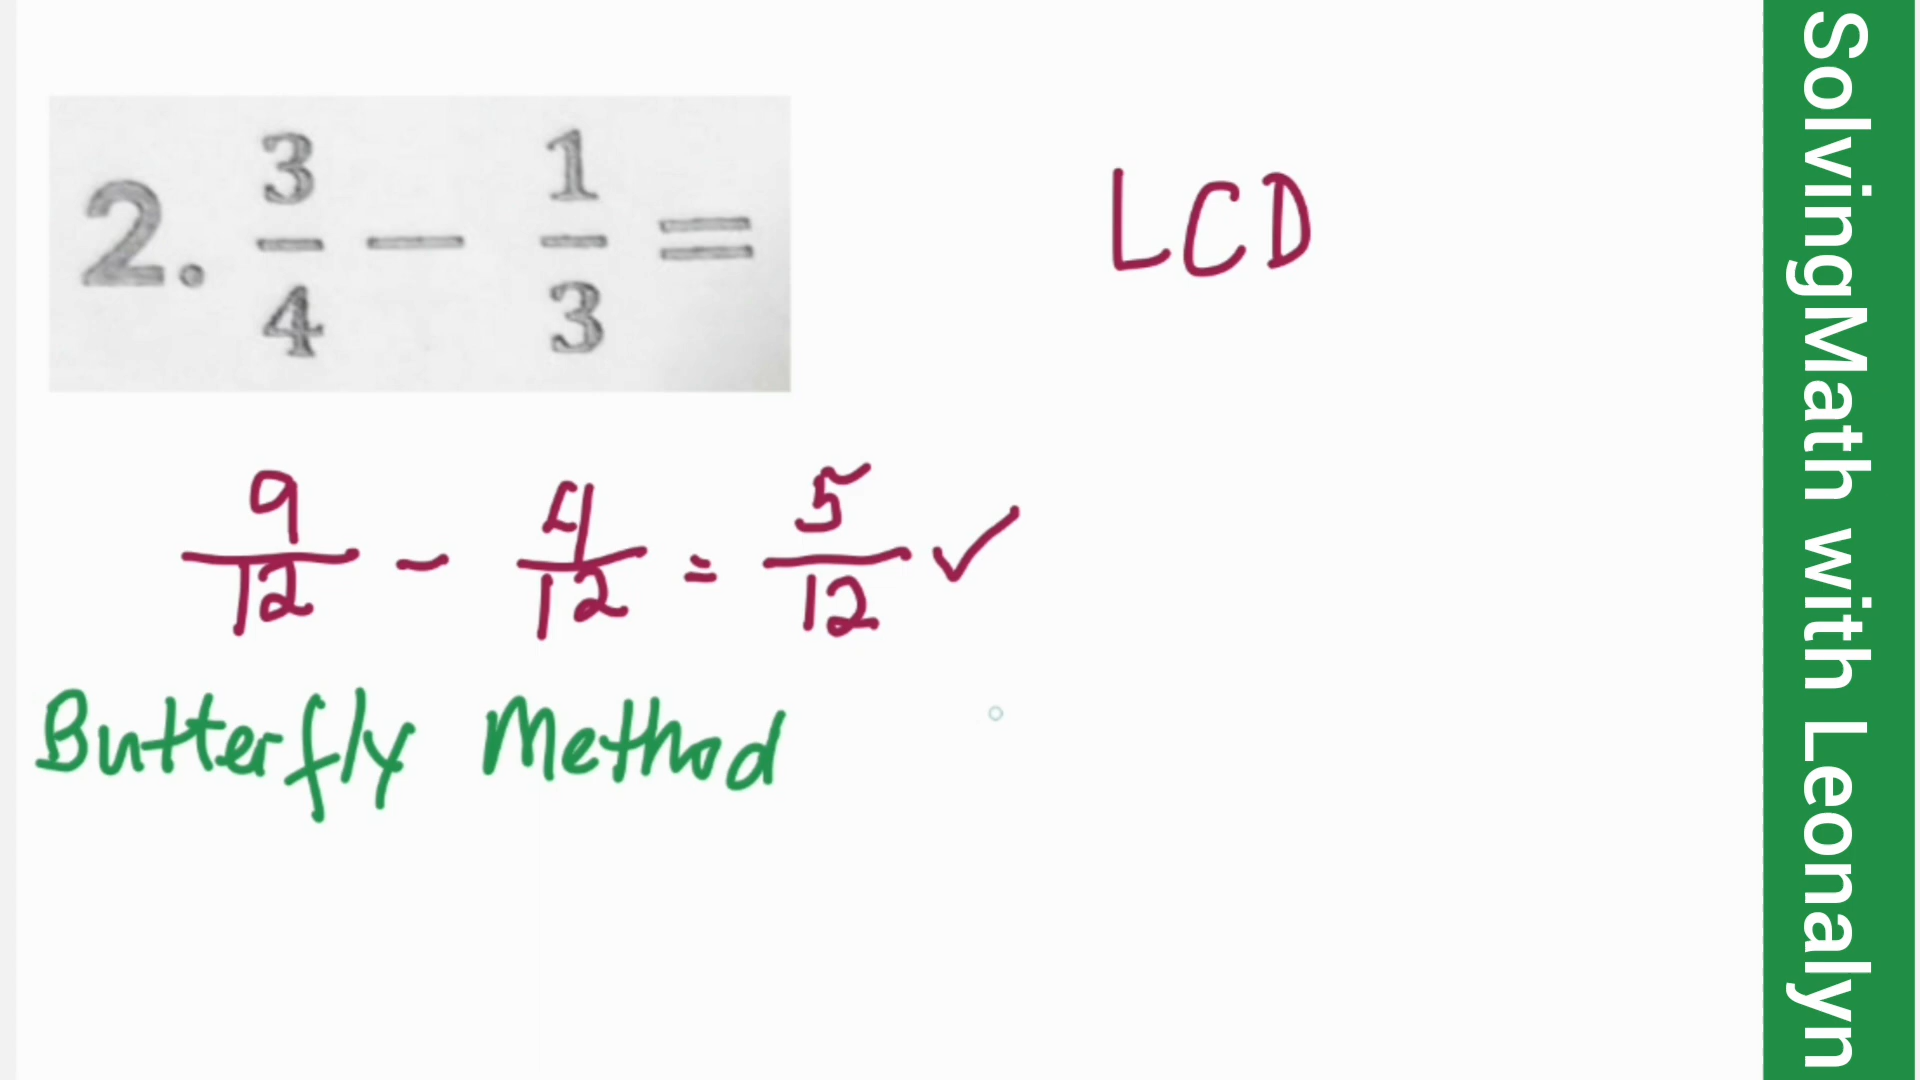 2. 3/4 — 1/3 =
LCD
9/12 - 4/12 = 5/12 ✓
Butterfly Method
SolvingMath with Leonalyn